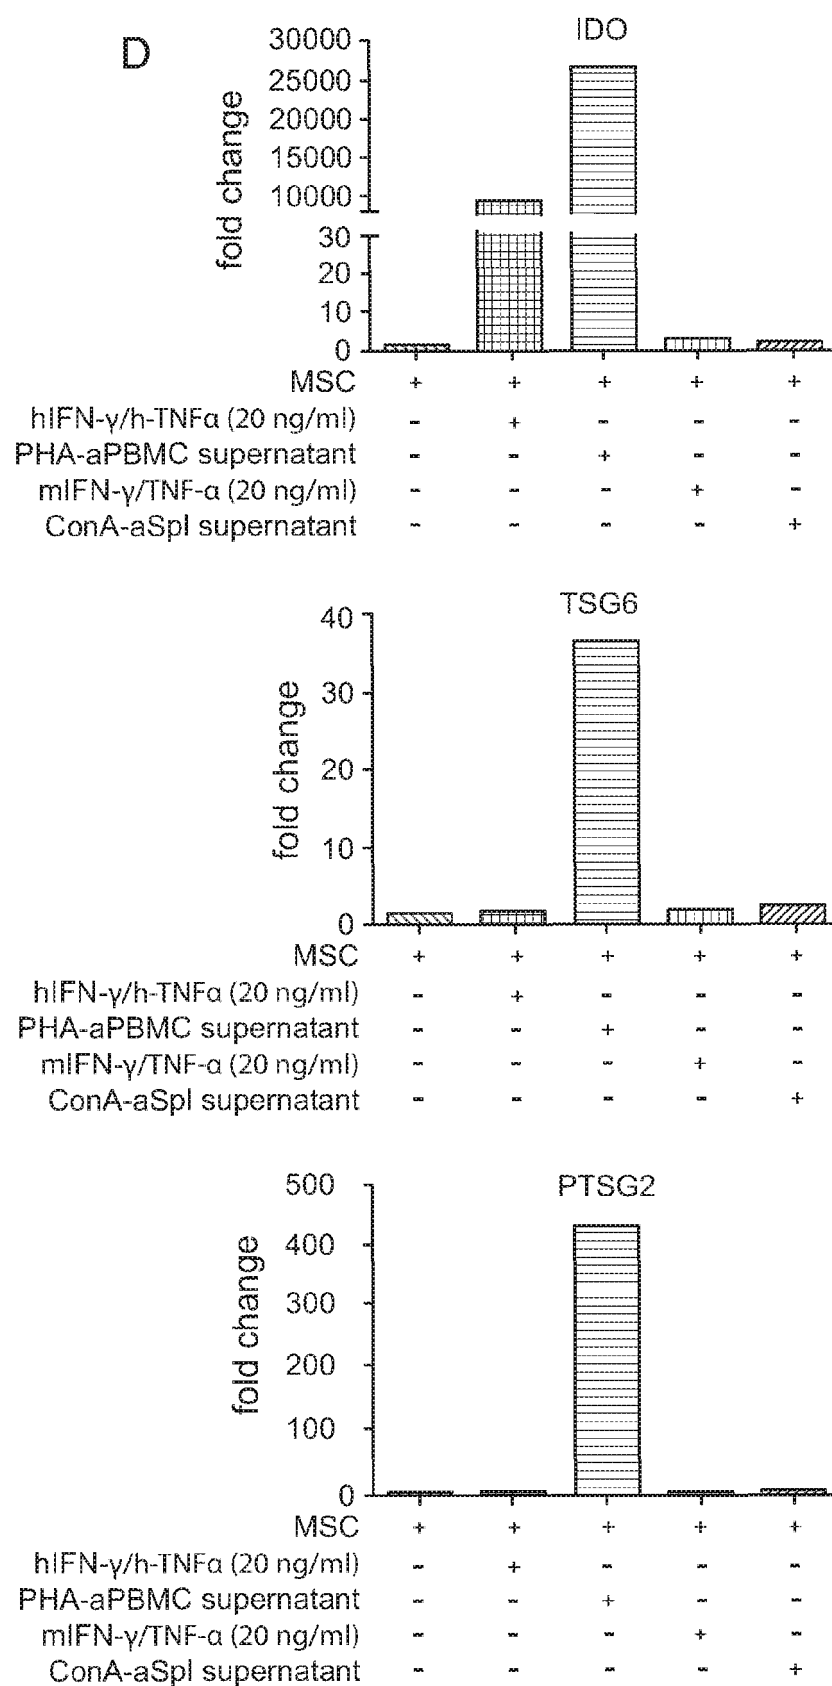 D
IDO
fold change
30000
25000
20000
15000
10000
30
20
10
0
MSC + + + + +
hIFN-γ/h-TNFα (20 ng/ml) - + - - -
PHA-aPBMC supernatant - - + - -
mIFN-γ/TNF-α (20 ng/ml) - - - + -
ConA-aSpl supernatant - - - - +
TSG6
fold change
40
30
20
10
0
MSC + + + + +
hIFN-γ/h-TNFα (20 ng/ml) - + - - -
PHA-aPBMC supernatant - - + - -
mIFN-γ/TNF-α (20 ng/ml) - - - + -
ConA-aSpl supernatant - - - - +
PTSG2
fold change
500
400
300
200
100
0
MSC + + + + +
hIFN-γ/h-TNFα (20 ng/ml) - + - - -
PHA-aPBMC supernatant - - + - -
mIFN-γ/TNF-α (20 ng/ml) - - - + -
ConA-aSpl supernatant - - - - +